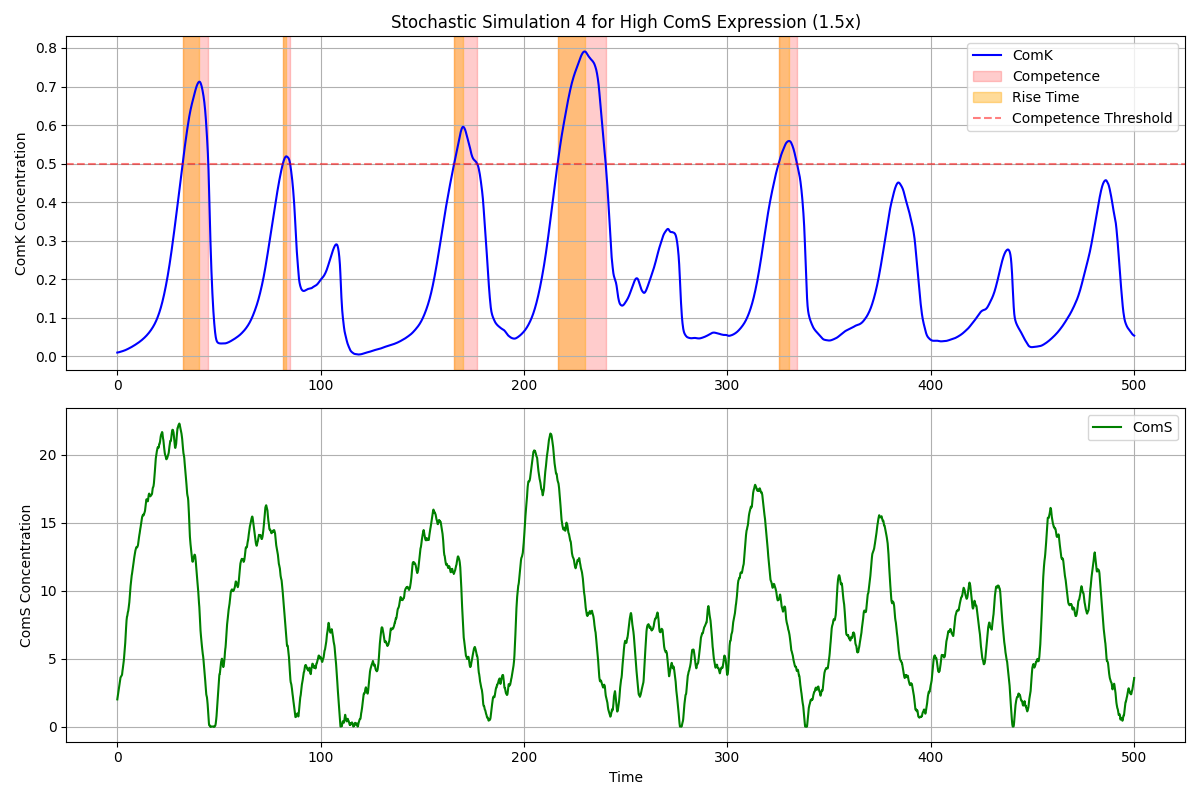 Stochastic Simulation 4 for High ComS Expression (1.5x)
ComK Concentration
0.8
0.7
0.6
0.5
0.4
0.3
0.2
0.1
0.0
ComK
Competence
Rise Time
Competence Threshold
0 100 200 300 400 500
ComS Concentration
20
15
10
5
0
ComS
0 100 200 300 400 500
Time